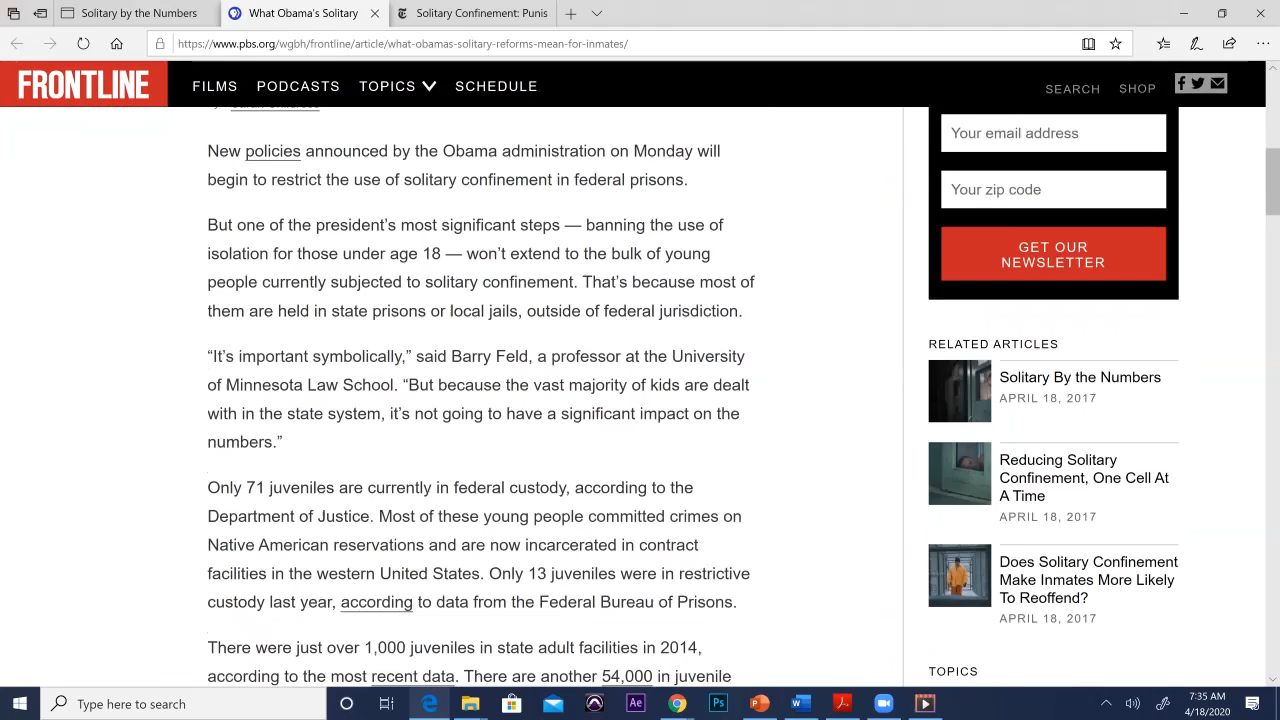 Solitary by the Numbers
What Obama's Solitary
Solitary Confinement Punis
https://www.pbs.org/wgbh/frontline/article/what-obamas-solitary-reforms-mean-for-inmates/
FRONTLINE
FILMS
PODCASTS
TOPICS
SCHEDULE
SEARCH
SHOP
New policies announced by the Obama administration on Monday will
begin to restrict the use of solitary confinement in federal prisons.
But one of the president's most significant steps — banning the use of
isolation for those under age 18 — won't extend to the bulk of young
people currently subjected to solitary confinement. That's because most of
them are held in state prisons or local jails, outside of federal jurisdiction.
“It's important symbolically,” said Barry Feld, a professor at the University
of Minnesota Law School. “But because the vast majority of kids are dealt
with in the state system, it's not going to have a significant impact on the
numbers.”
Only 71 juveniles are currently in federal custody, according to the
Department of Justice. Most of these young people committed crimes on
Native American reservations and are now incarcerated in contract
facilities in the western United States. Only 13 juveniles were in restrictive
custody last year, according to data from the Federal Bureau of Prisons.
There were just over 1,000 juveniles in state adult facilities in 2014,
according to the most recent data. There are another 54,000 in juvenile
Your email address
Your zip code
GET OUR
NEWSLETTER
RELATED ARTICLES
Solitary By the Numbers
APRIL 18, 2017
Reducing Solitary
Confinement, One Cell At
A Time
APRIL 18, 2017
Does Solitary Confinement
Make Inmates More Likely
To Reoffend?
APRIL 18, 2017
TOPICS
Type here to search
Ae
Ps
7:35 AM
4/18/2020